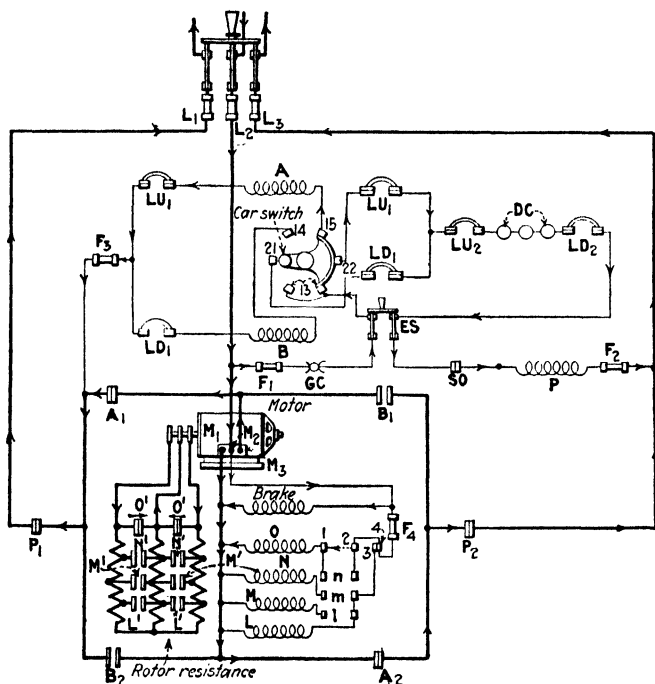 L1 L2 L3
2
A
LU1
LU1
Car switch
14 15
DC
LU2 LD2
21 22
LD1
F3
13
LD1
B
ES
F1 GC
SO P F2
A1 Motor B1
M1 M2
M3
Brake
O' O'
O 1 2 4 F4
3
P1 N' N' N n P2
M' M' m
M l
L' L' L
Rotor resistance
B2 A2